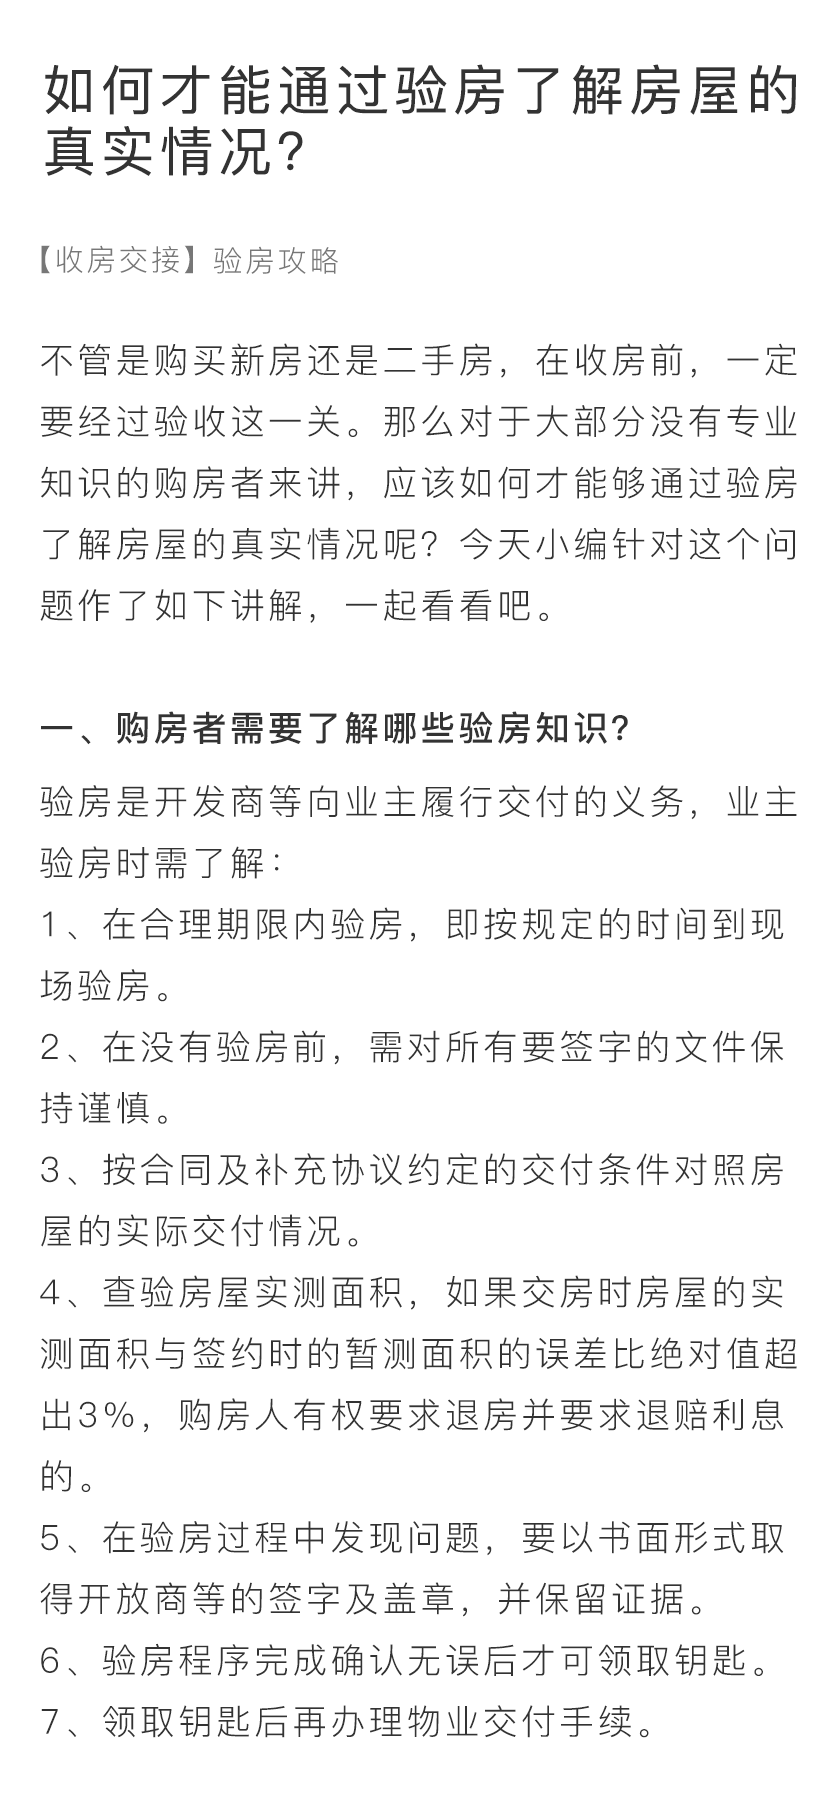 如何才能通过验房了解房屋的
真实情况？
【收房交接】验房攻略
不管是购买新房还是二手房，在收房前，一定
要经过验收这一关。那么对于大部分没有专业
知识的购房者来讲，应该如何才能够通过验房
了解房屋的真实情况呢？今天小编针对这个问
题作了如下讲解，一起看看吧。
一、购房者需要了解哪些验房知识？
验房是开发商等向业主履行交付的义务，业主
验房时需了解：
1、在合理期限内验房，即按规定的时间到现
场验房。
2、在没有验房前，需对所有要签字的文件保
持谨慎。
3、按合同及补充协议约定的交付条件对照房
屋的实际交付情况。
4、查验房屋实测面积，如果交房时房屋的实
测面积与签约时的暂测面积的误差比绝对值超
出3%，购房人有权要求退房并要求退赔利息
的。
5、在验房过程中发现问题，要以书面形式取
得开放商等的签字及盖章，并保留证据。
6、验房程序完成确认无误后才可领取钥匙。
7、领取钥匙后再办理物业交付手续。